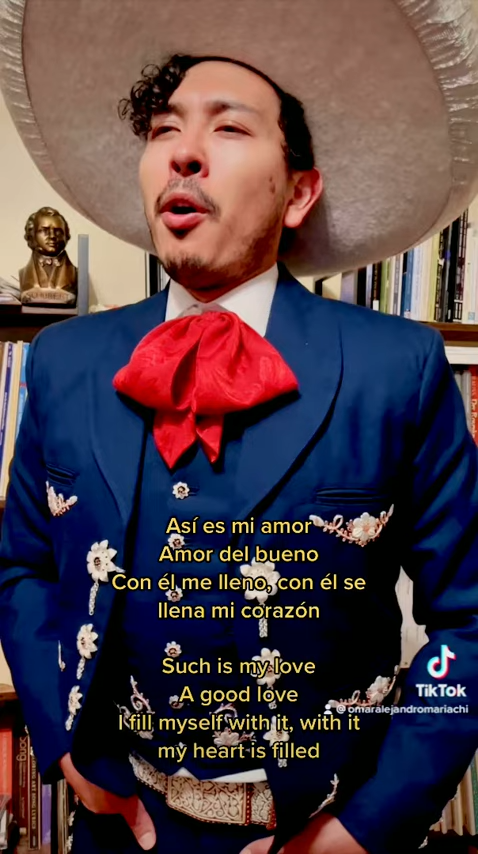 SCHUBERT
Así es mi amor
Amor del bueno
Con él me lleno, con él se
llena mi corazón
Such is my love
A good love
I fill myself with it, with it
my heart is filled
TikTok
@omaralejandromariachi